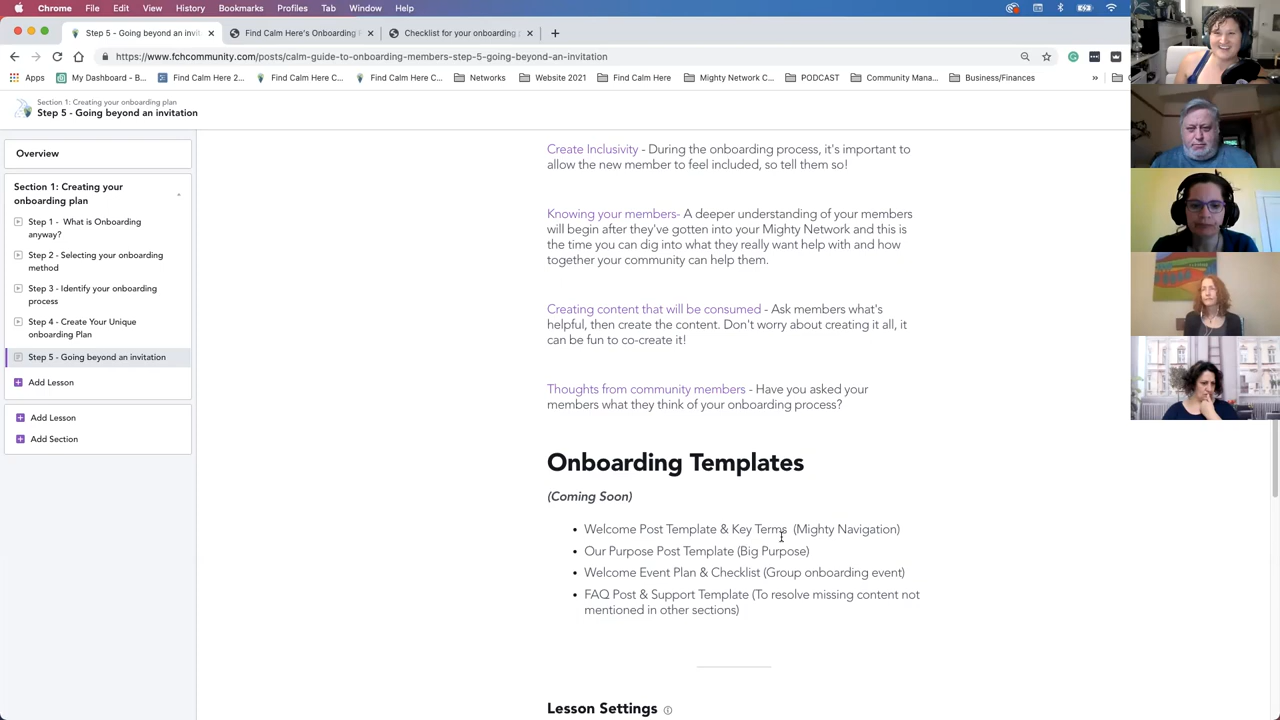 Chrome File Edit View History Bookmarks Profiles Tab Window Help
Step 5 - Going beyond an invit
Find Calm Here's Onboarding
Checklist for your onboarding
https://www.fchcommunity.com/posts/calm-guide-to-onboarding-members-step-5-going-beyond-an-invitation
Apps My Dashboard - B... Find Calm Here 2... Find Calm Here C... Find Calm Here C... Networks Website 2021 Find Calm Here Mighty Network C... PODCAST Community Mana... Business/Finances »
Section 1: Creating your onboarding plan
Step 5 - Going beyond an invitation
Overview
Section 1: Creating your
onboarding plan
Step 1 - What is Onboarding
anyway?
Step 2 - Selecting your onboarding
method
Step 3 - Identify your onboarding
process
Step 4 - Create Your Unique
onboarding Plan
Step 5 - Going beyond an invitation
Add Lesson
Add Lesson
Add Section
Create Inclusivity - During the onboarding process, it's important to
allow the new member to feel included, so tell them so!
Knowing your members- A deeper understanding of your members
will begin after they've gotten into your Mighty Network and this is
the time you can dig into what they really want help with and how
together your community can help them.
Creating content that will be consumed - Ask members what's
helpful, then create the content. Don't worry about creating it all, it
can be fun to co-create it!
Thoughts from community members - Have you asked your
members what they think of your onboarding process?
Onboarding Templates
(Coming Soon)
• Welcome Post Template & Key Terms (Mighty Navigation)
• Our Purpose Post Template (Big Purpose)
• Welcome Event Plan & Checklist (Group onboarding event)
• FAQ Post & Support Template (To resolve missing content not
mentioned in other sections)
Lesson Settings